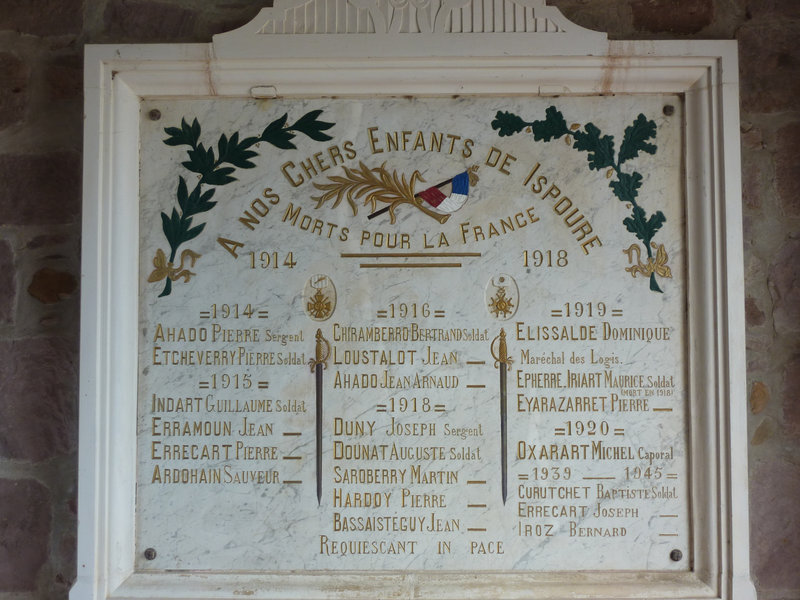 A NOS CHERS ENFANTS DE ISPOURE
MORTS POUR LA FRANCE
1914 1918
=1914=
AHADO PIERRE Sergent
ETCHEVERRY PIERRE Soldat
=1915=
INDART GUILLAUME Soldat
ERRAMOUN JEAN —
ERRECART PIERRE —
ARDOHAIN SAUVEUR —
=1916=
CHIRAMBERRO BERTRAND Soldat
LOUSTALOT JEAN —
AHADO JEAN ARNAUD —
=1918=
DUNY JOSEPH Sergent
DOUNAT AUGUSTE Soldat
SAROBERRY MARTIN —
HARDOY PIERRE —
BASSAISTEGUY JEAN —
=1919=
ELISSALDE DOMINIQUE
Maréchal des Logis.
EPHERRE, IRIART MAURICE Soldat
(MORT EN 1918)
EYARAZARRET PIERRE —
=1920=
OXARART MICHEL Caporal
=1939 — 1945=
CURUTCHET BAPTISTE Soldat
ERRECART JOSEPH —
IROZ BERNARD —
REQUIESCANT IN PACE